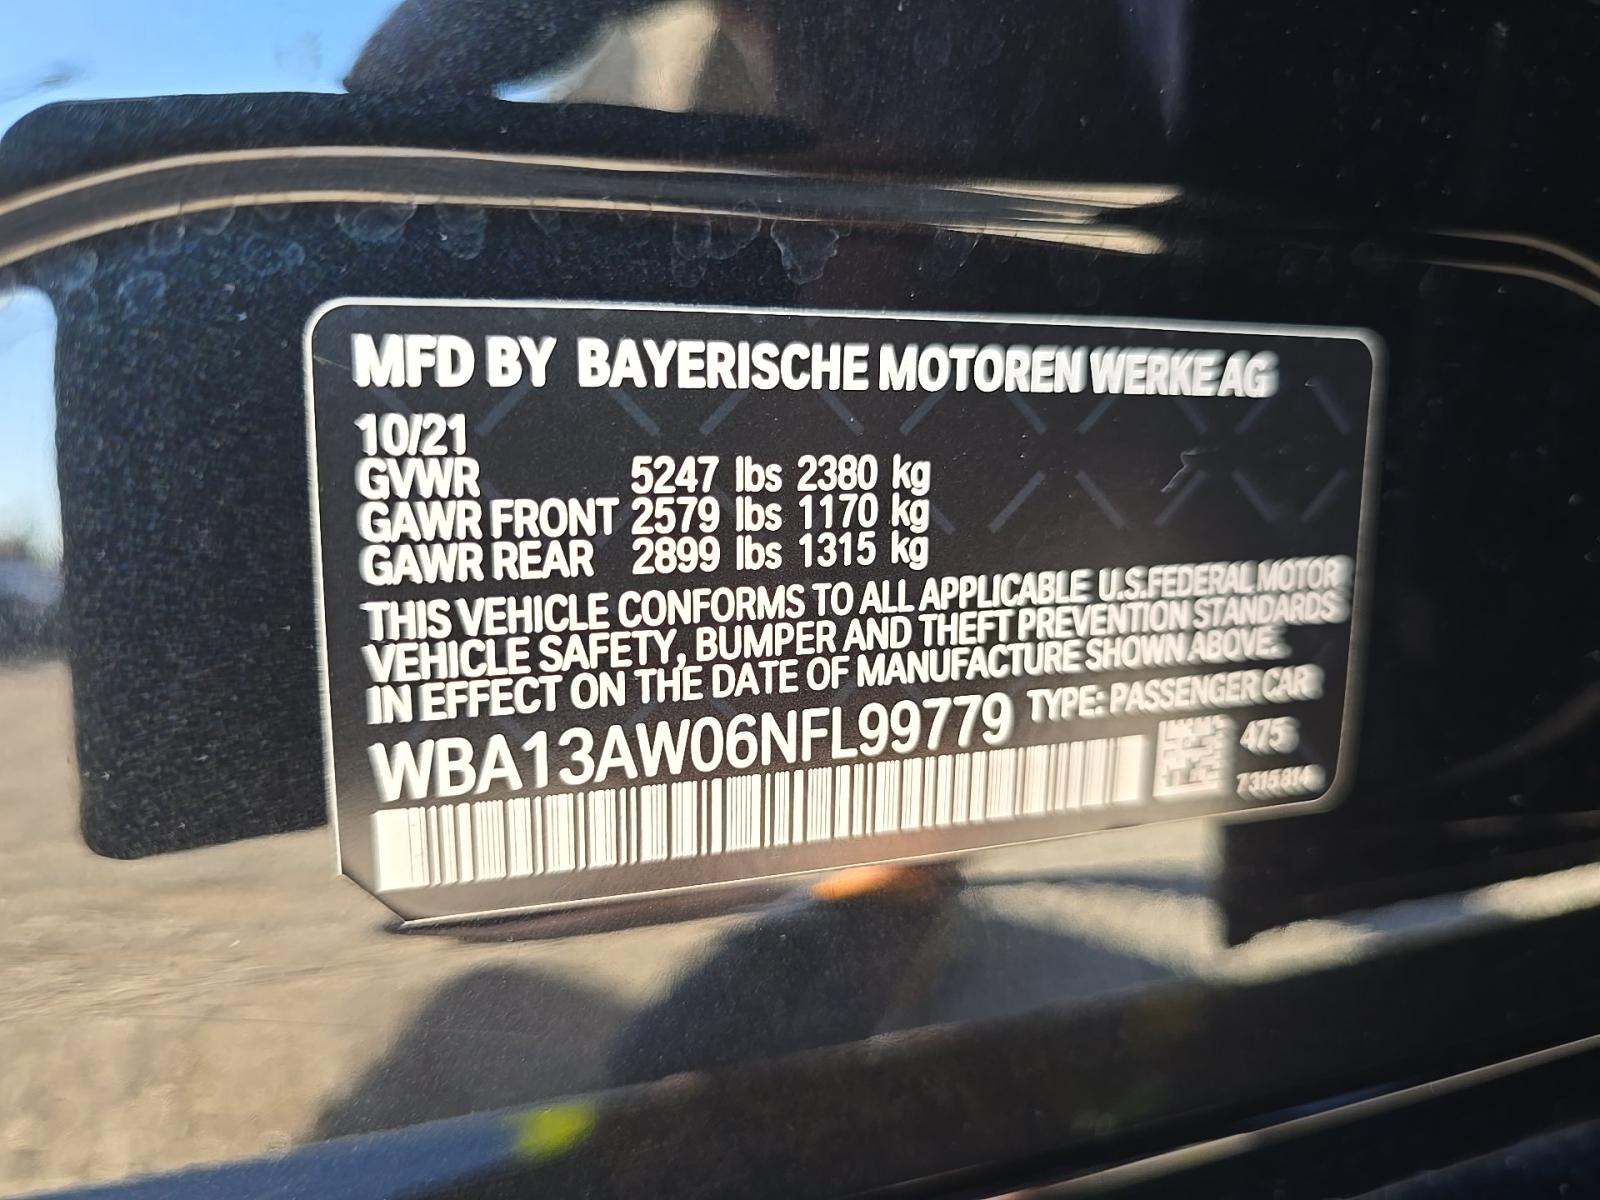 MFD BY BAYERISCHE MOTOREN WERKE AG
10/21
GVWR 5247 lbs 2380 kg
GAWR FRONT 2579 lbs 1170 kg
GAWR REAR 2899 lbs 1315 kg
THIS VEHICLE CONFORMS TO ALL APPLICABLE U.S.FEDERAL MOTOR
VEHICLE SAFETY, BUMPER AND THEFT PREVENTION STANDARDS
IN EFFECT ON THE DATE OF MANUFACTURE SHOWN ABOVE.
WBA13AW06NFL99779 TYPE: PASSENGER CAR
475